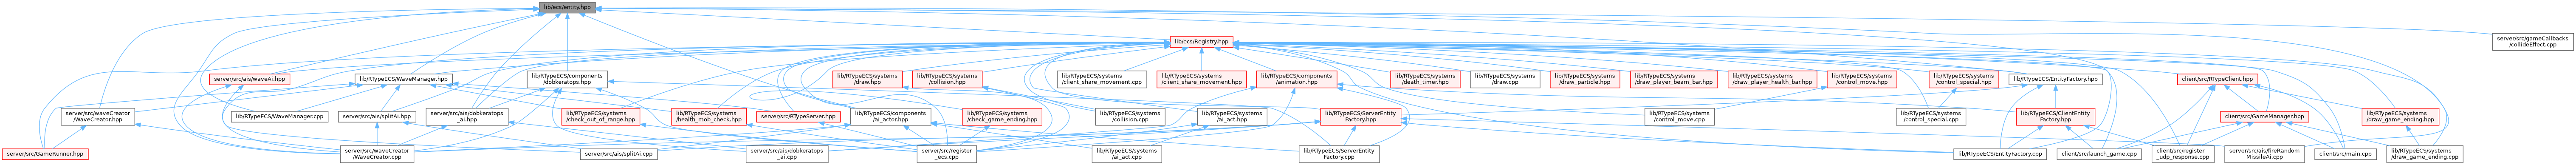 lib/ecs/entity.hpp
server/src/gameCallbacks
/collideEffect.cpp
lib/ecs/Registry.hpp
server/src/ais/waveAi.hpp
lib/RTypeECS/WaveManager.hpp
lib/RTypeECS/components
/dobkeratops.hpp
lib/RTypeECS/systems
/draw.hpp
lib/RTypeECS/systems
/collision.hpp
lib/RTypeECS/systems
/client_share_movement.cpp
lib/RTypeECS/systems
/client_share_movement.hpp
lib/RTypeECS/components
/animation.hpp
lib/RTypeECS/systems
/death_timer.hpp
lib/RTypeECS/systems
/draw.cpp
lib/RTypeECS/systems
/draw_particle.hpp
lib/RTypeECS/systems
/draw_player_beam_bar.hpp
lib/RTypeECS/systems
/draw_player_health_bar.hpp
lib/RTypeECS/systems
/control_move.hpp
lib/RTypeECS/systems
/control_special.hpp
lib/RTypeECS/EntityFactory.hpp
client/src/RTypeClient.hpp
server/src/waveCreator
/WaveCreator.hpp
lib/RTypeECS/WaveManager.cpp
server/src/ais/splitAi.hpp
server/src/ais/dobkeratops
_ai.hpp
lib/RTypeECS/systems
/check_out_of_range.hpp
lib/RTypeECS/systems
/health_mob_check.hpp
server/src/RTypeServer.hpp
lib/RTypeECS/components
/ai_actor.hpp
lib/RTypeECS/systems
/check_game_ending.hpp
lib/RTypeECS/systems
/collision.cpp
lib/RTypeECS/systems
/ai_act.hpp
lib/RTypeECS/ServerEntity
Factory.hpp
lib/RTypeECS/systems
/control_move.cpp
lib/RTypeECS/systems
/control_special.cpp
lib/RTypeECS/ClientEntity
Factory.hpp
client/src/GameManager.hpp
lib/RTypeECS/systems
/draw_game_ending.hpp
server/src/GameRunner.hpp
server/src/waveCreator
/WaveCreator.cpp
server/src/ais/splitAi.cpp
server/src/ais/dobkeratops
_ai.cpp
server/src/register
_ecs.cpp
lib/RTypeECS/systems
/ai_act.cpp
lib/RTypeECS/ServerEntity
Factory.cpp
lib/RTypeECS/EntityFactory.cpp
client/src/launch_game.cpp
client/src/register
_udp_response.cpp
server/src/ais/fireRandom
MissileAi.cpp
client/src/main.cpp
lib/RTypeECS/systems
/draw_game_ending.cpp